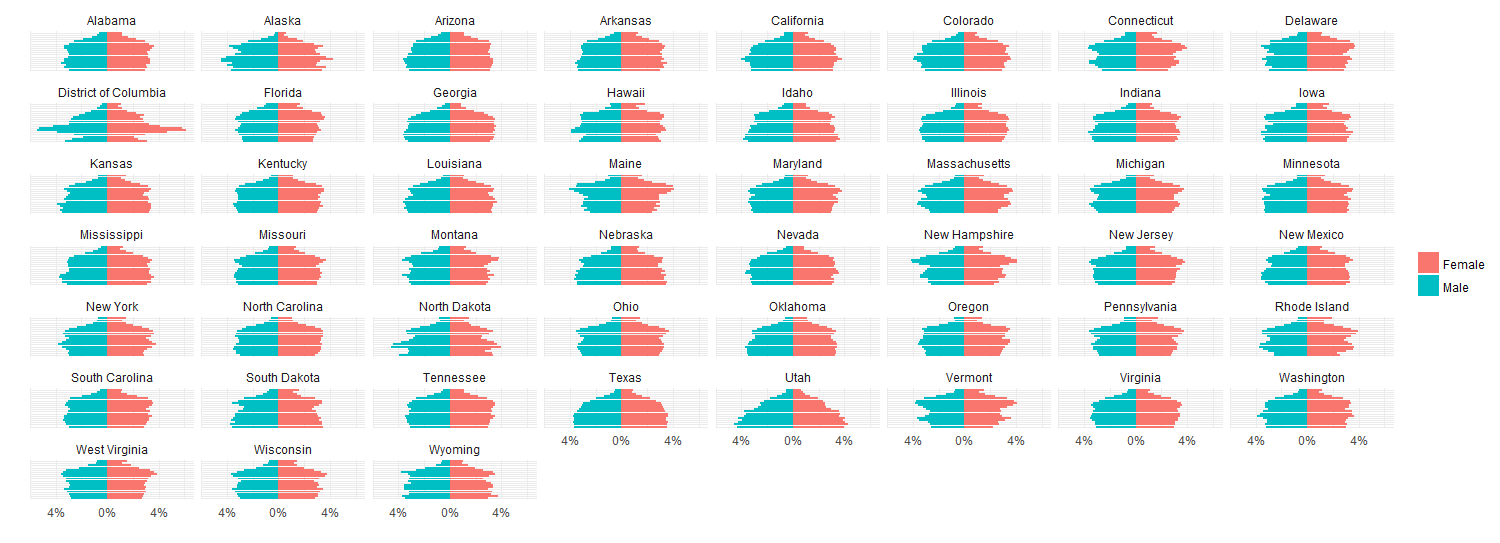 Alabama Alaska Arizona Arkansas California Colorado Connecticut Delaware
District of Columbia Florida Georgia Hawaii Idaho Illinois Indiana Iowa
Kansas Kentucky Louisiana Maine Maryland Massachusetts Michigan Minnesota
Mississippi Missouri Montana Nebraska Nevada New Hampshire New Jersey New Mexico
Female
Male
New York North Carolina North Dakota Ohio Oklahoma Oregon Pennsylvania Rhode Island
South Carolina South Dakota Tennessee Texas Utah Vermont Virginia Washington
4% 0% 4% 4% 0% 4% 4% 0% 4% 4% 0% 4% 4% 0% 4%
West Virginia Wisconsin Wyoming
4% 0% 4% 4% 0% 4% 4% 0% 4%